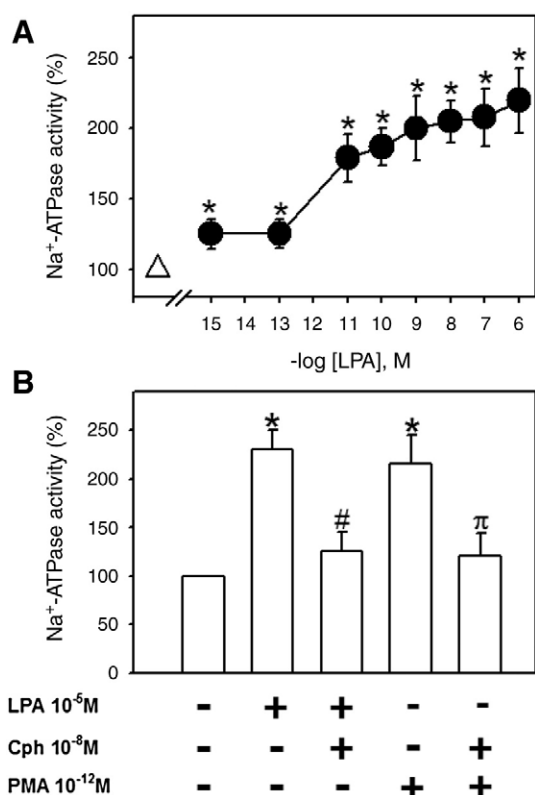 A
Na⁺-ATPase activity (%)
250
200
150
100
* * * * * * * *
15 14 13 12 11 10 9 8 7 6
-log [LPA], M
B
Na⁺-ATPase activity (%)
250
200
150
100
50
0
* # * π
LPA 10⁻⁵M - + + - -
Cph 10⁻⁸M - - + - +
PMA 10⁻¹²M - - - + +